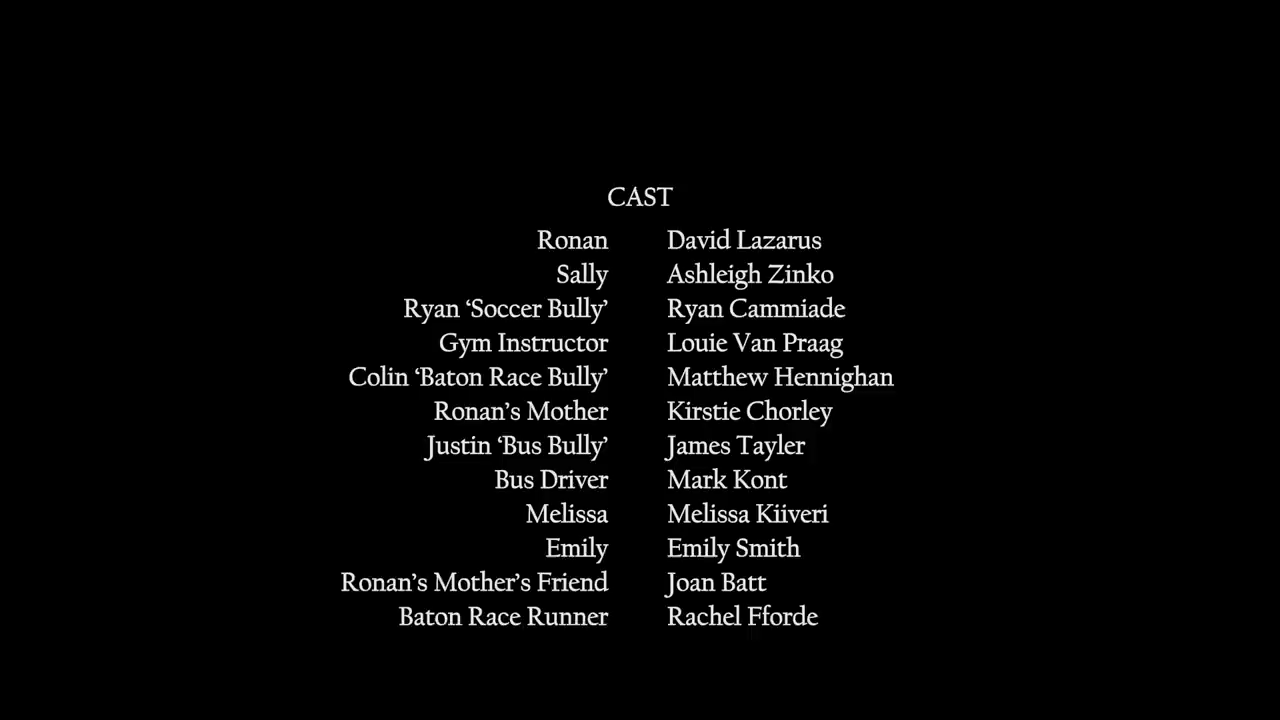 CAST
Ronan David Lazarus
Sally Ashleigh Zinko
Ryan ‘Soccer Bully’ Ryan Cammiade
Gym Instructor Louie Van Praag
Colin ‘Baton Race Bully’ Matthew Hennighan
Ronan’s Mother Kirstie Chorley
Justin ‘Bus Bully’ James Tayler
Bus Driver Mark Kont
Melissa Melissa Kiiveri
Emily Emily Smith
Ronan’s Mother’s Friend Joan Batt
Baton Race Runner Rachel Fforde